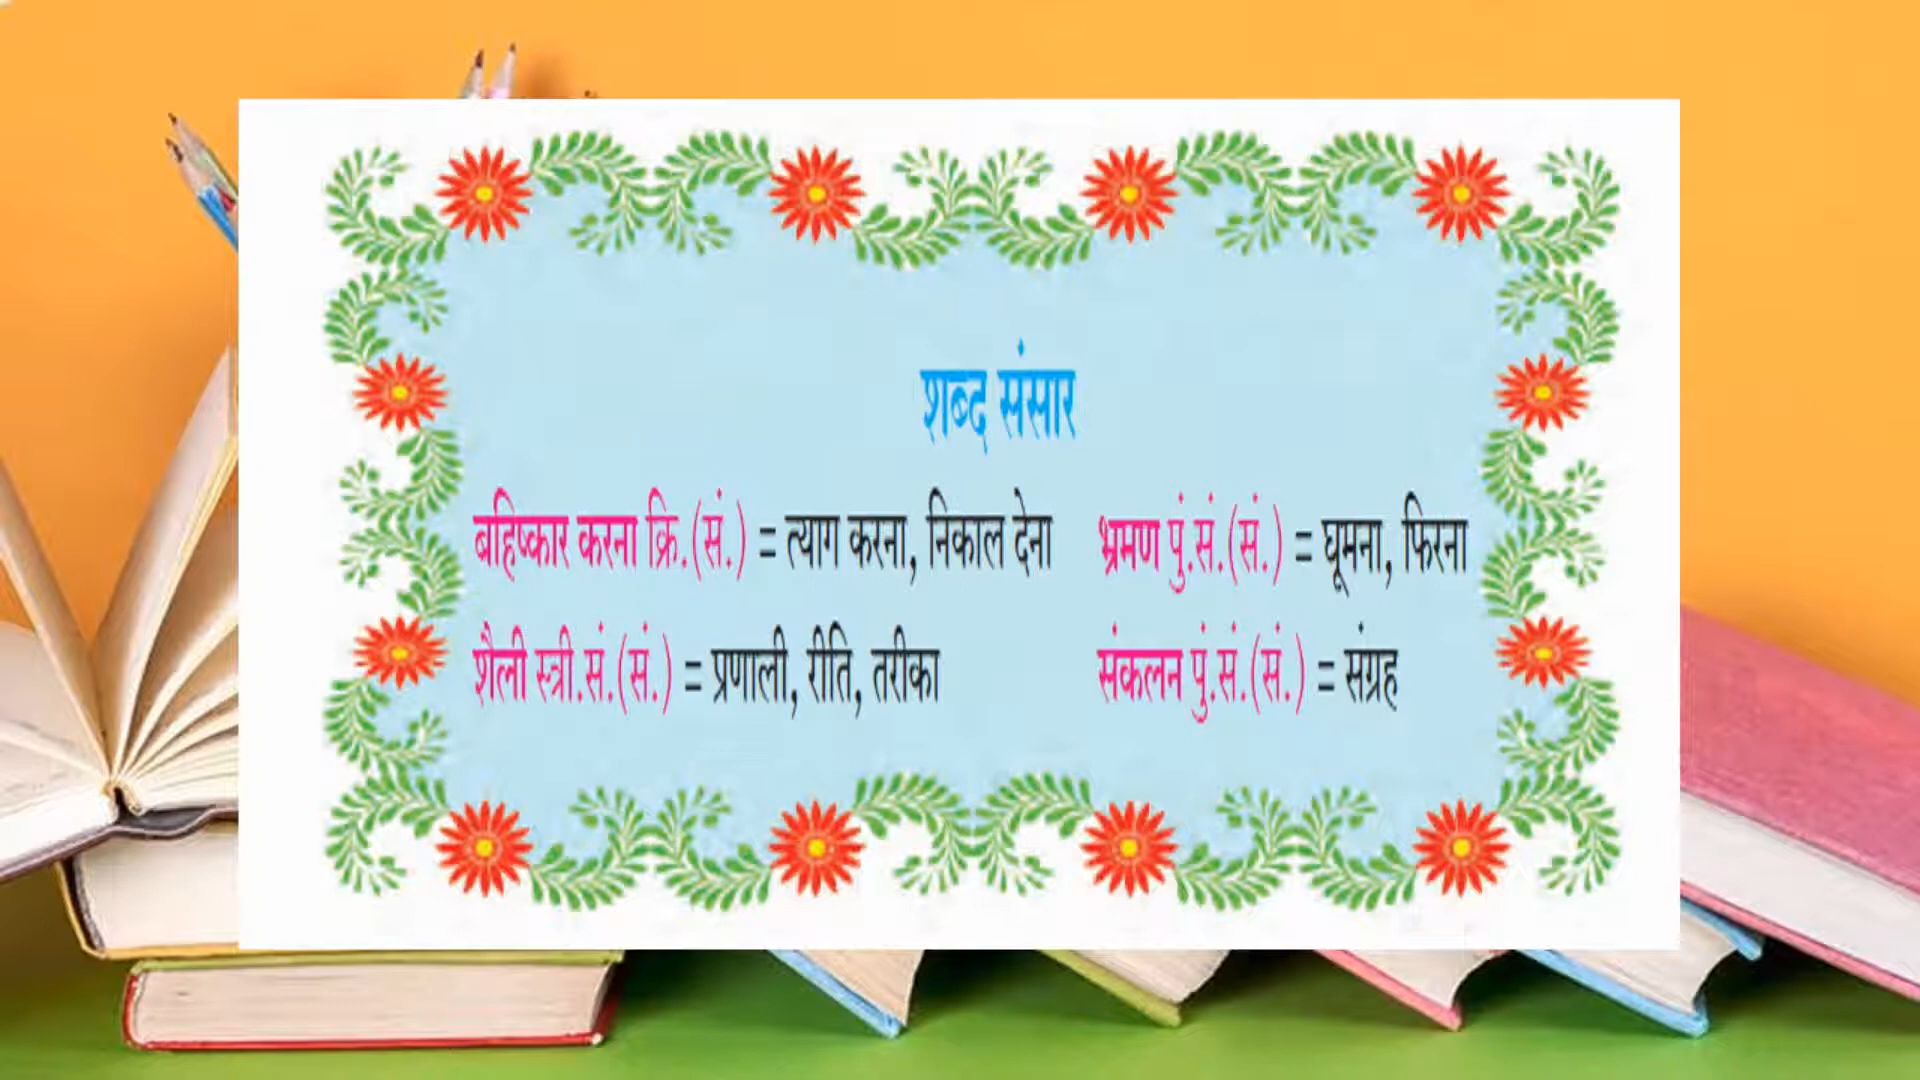 शब्द संसार
बहिष्कार करना क्रि.(सं.) = त्याग करना, निकाल देना
भ्रमण पुं.सं.(सं.) = घूमना, फिरना
शैली स्त्री.सं.(सं.) = प्रणाली, रीति, तरीका
संकलन पुं.सं.(सं.) = संग्रह